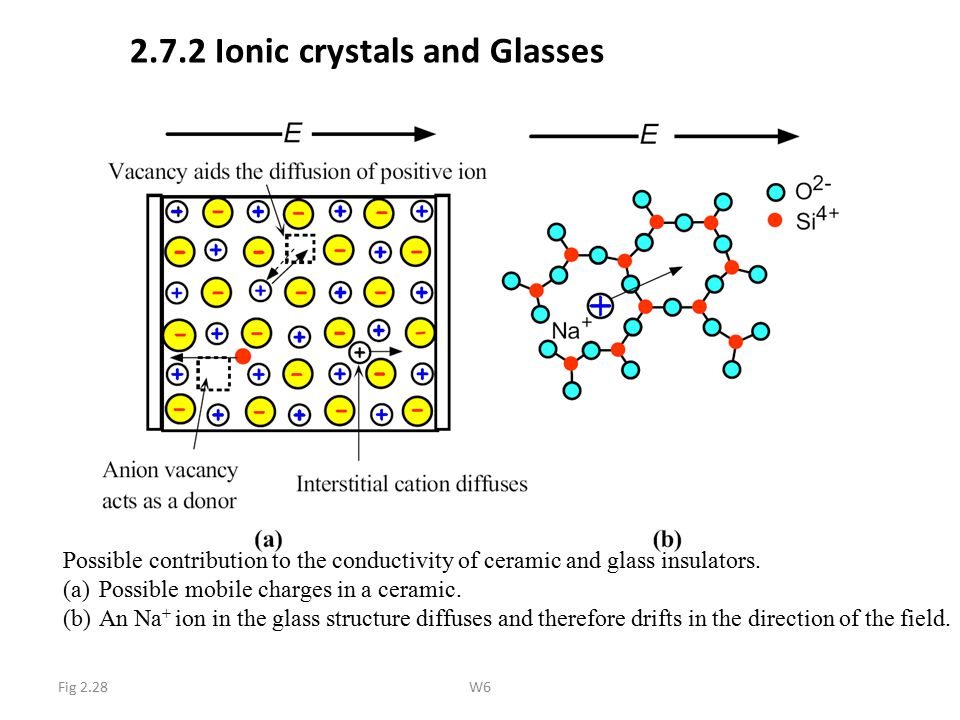 2.7.2 Ionic crystals and Glasses
E
Vacancy aids the diffusion of positive ion
Anion vacancy
acts as a donor
Interstitial cation diffuses
(a)
E
O2-
Si4+
Na+
(b)
Possible contribution to the conductivity of ceramic and glass insulators.
(a) Possible mobile charges in a ceramic.
(b) An Na+ ion in the glass structure diffuses and therefore drifts in the direction of the field.
Fig 2.28
W6